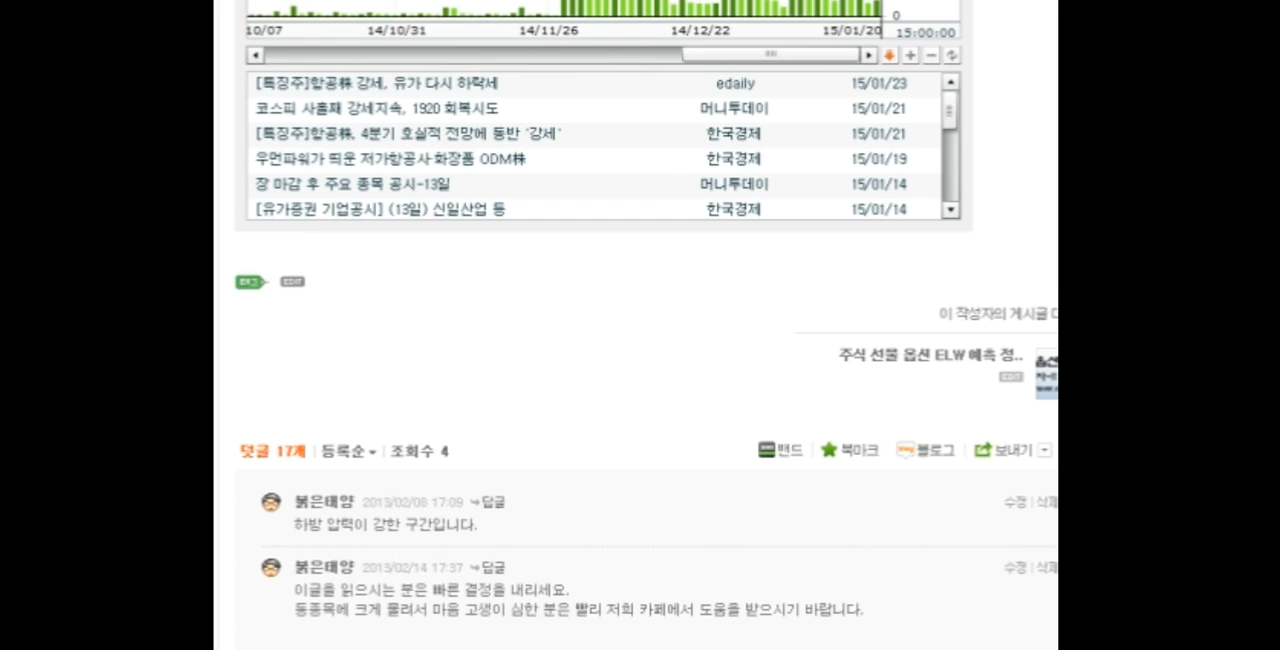 0
10/07 14/10/31 14/11/26 14/12/22 15/01/20 15:00:00
[특징주]항공株 강세, 유가 다시 하락세 edaily 15/01/23
코스피 사흘째 강세지속, 1920 회복시도 머니투데이 15/01/21
[특징주]항공株, 4분기 호실적 전망에 동반 '강세' 한국경제 15/01/21
우먼파워가 띄운 저가항공사·화장품 ODM株 한국경제 15/01/19
장 마감 후 주요 종목 공시-13일 머니투데이 15/01/14
[유가증권 기업공시] (13일) 신일산업 등 한국경제 15/01/14
태그 EDIT
이 작성자의 게시글 더
주식 선물 옵션 ELW 예측 정..
EDIT
댓글 17개 등록순 조회수 4 밴드 북마크 블로그 보내기
붉은태양 2013/02/08 17:09 답글 수정 삭제
하방 압력이 강한 구간입니다.
붉은태양 2013/02/14 17:37 답글 수정 삭제
이글을 읽으시는 분은 빠른 결정을 내리세요.
동종목에 크게 물려서 마음 고생이 심한 분은 빨리 저희 카페에서 도움을 받으시기 바랍니다.